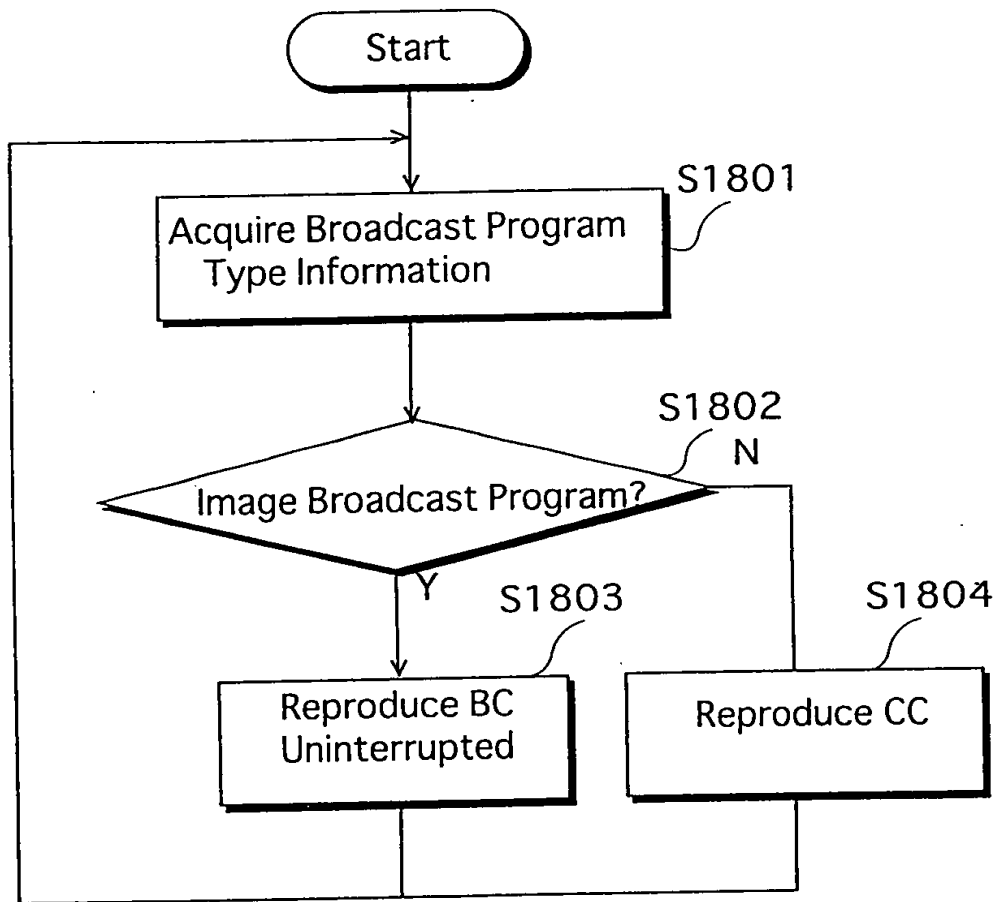 Start
S1801
Acquire Broadcast Program
Type Information
S1802
N
Image Broadcast Program?
Y
S1803
S1804
Reproduce BC
Uninterrupted
Reproduce CC